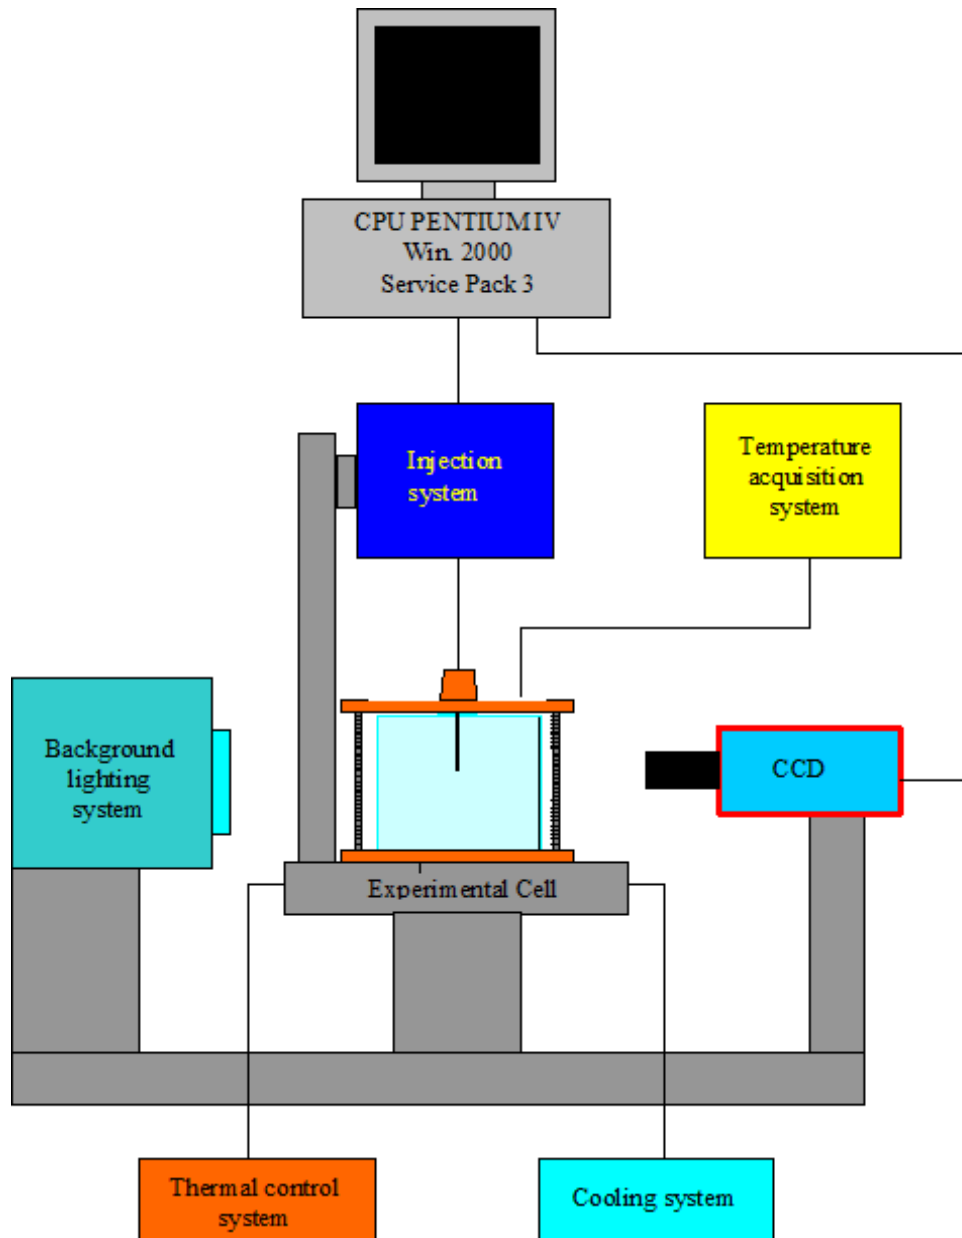 CPU PENTIUM IV
Win. 2000
Service Pack 3
Injection
system
Temperature
acquisition
system
Background
lighting
system
CCD
Experimental Cell
Thermal control
system
Cooling system